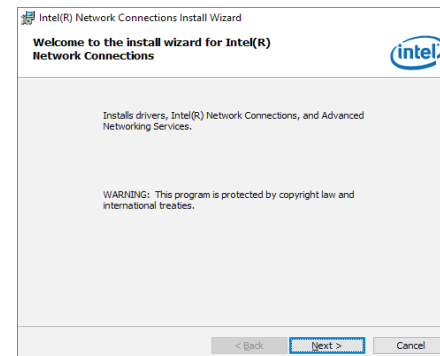 Intel(R) Network Connections Install Wizard
Welcome to the install wizard for Intel(R)
Network Connections
intel
Installs drivers, Intel(R) Network Connections, and Advanced
Networking Services.
WARNING: This program is protected by copyright law and
international treaties.
< Back
Next >
Cancel